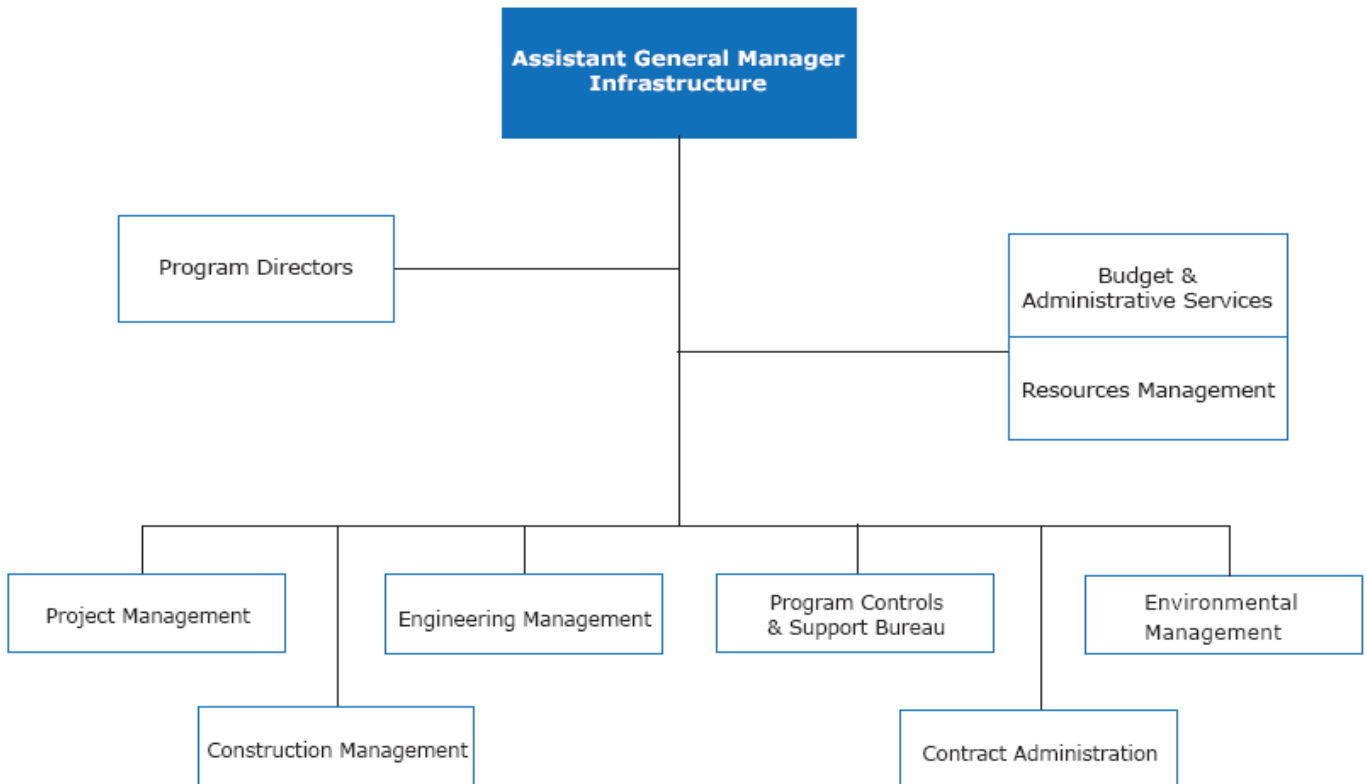 Assistant General Manager
Infrastructure
Program Directors
Budget &
Administrative Services
Resources Management
Project Management
Engineering Management
Program Controls
& Support Bureau
Environmental
Management
Construction Management
Contract Administration